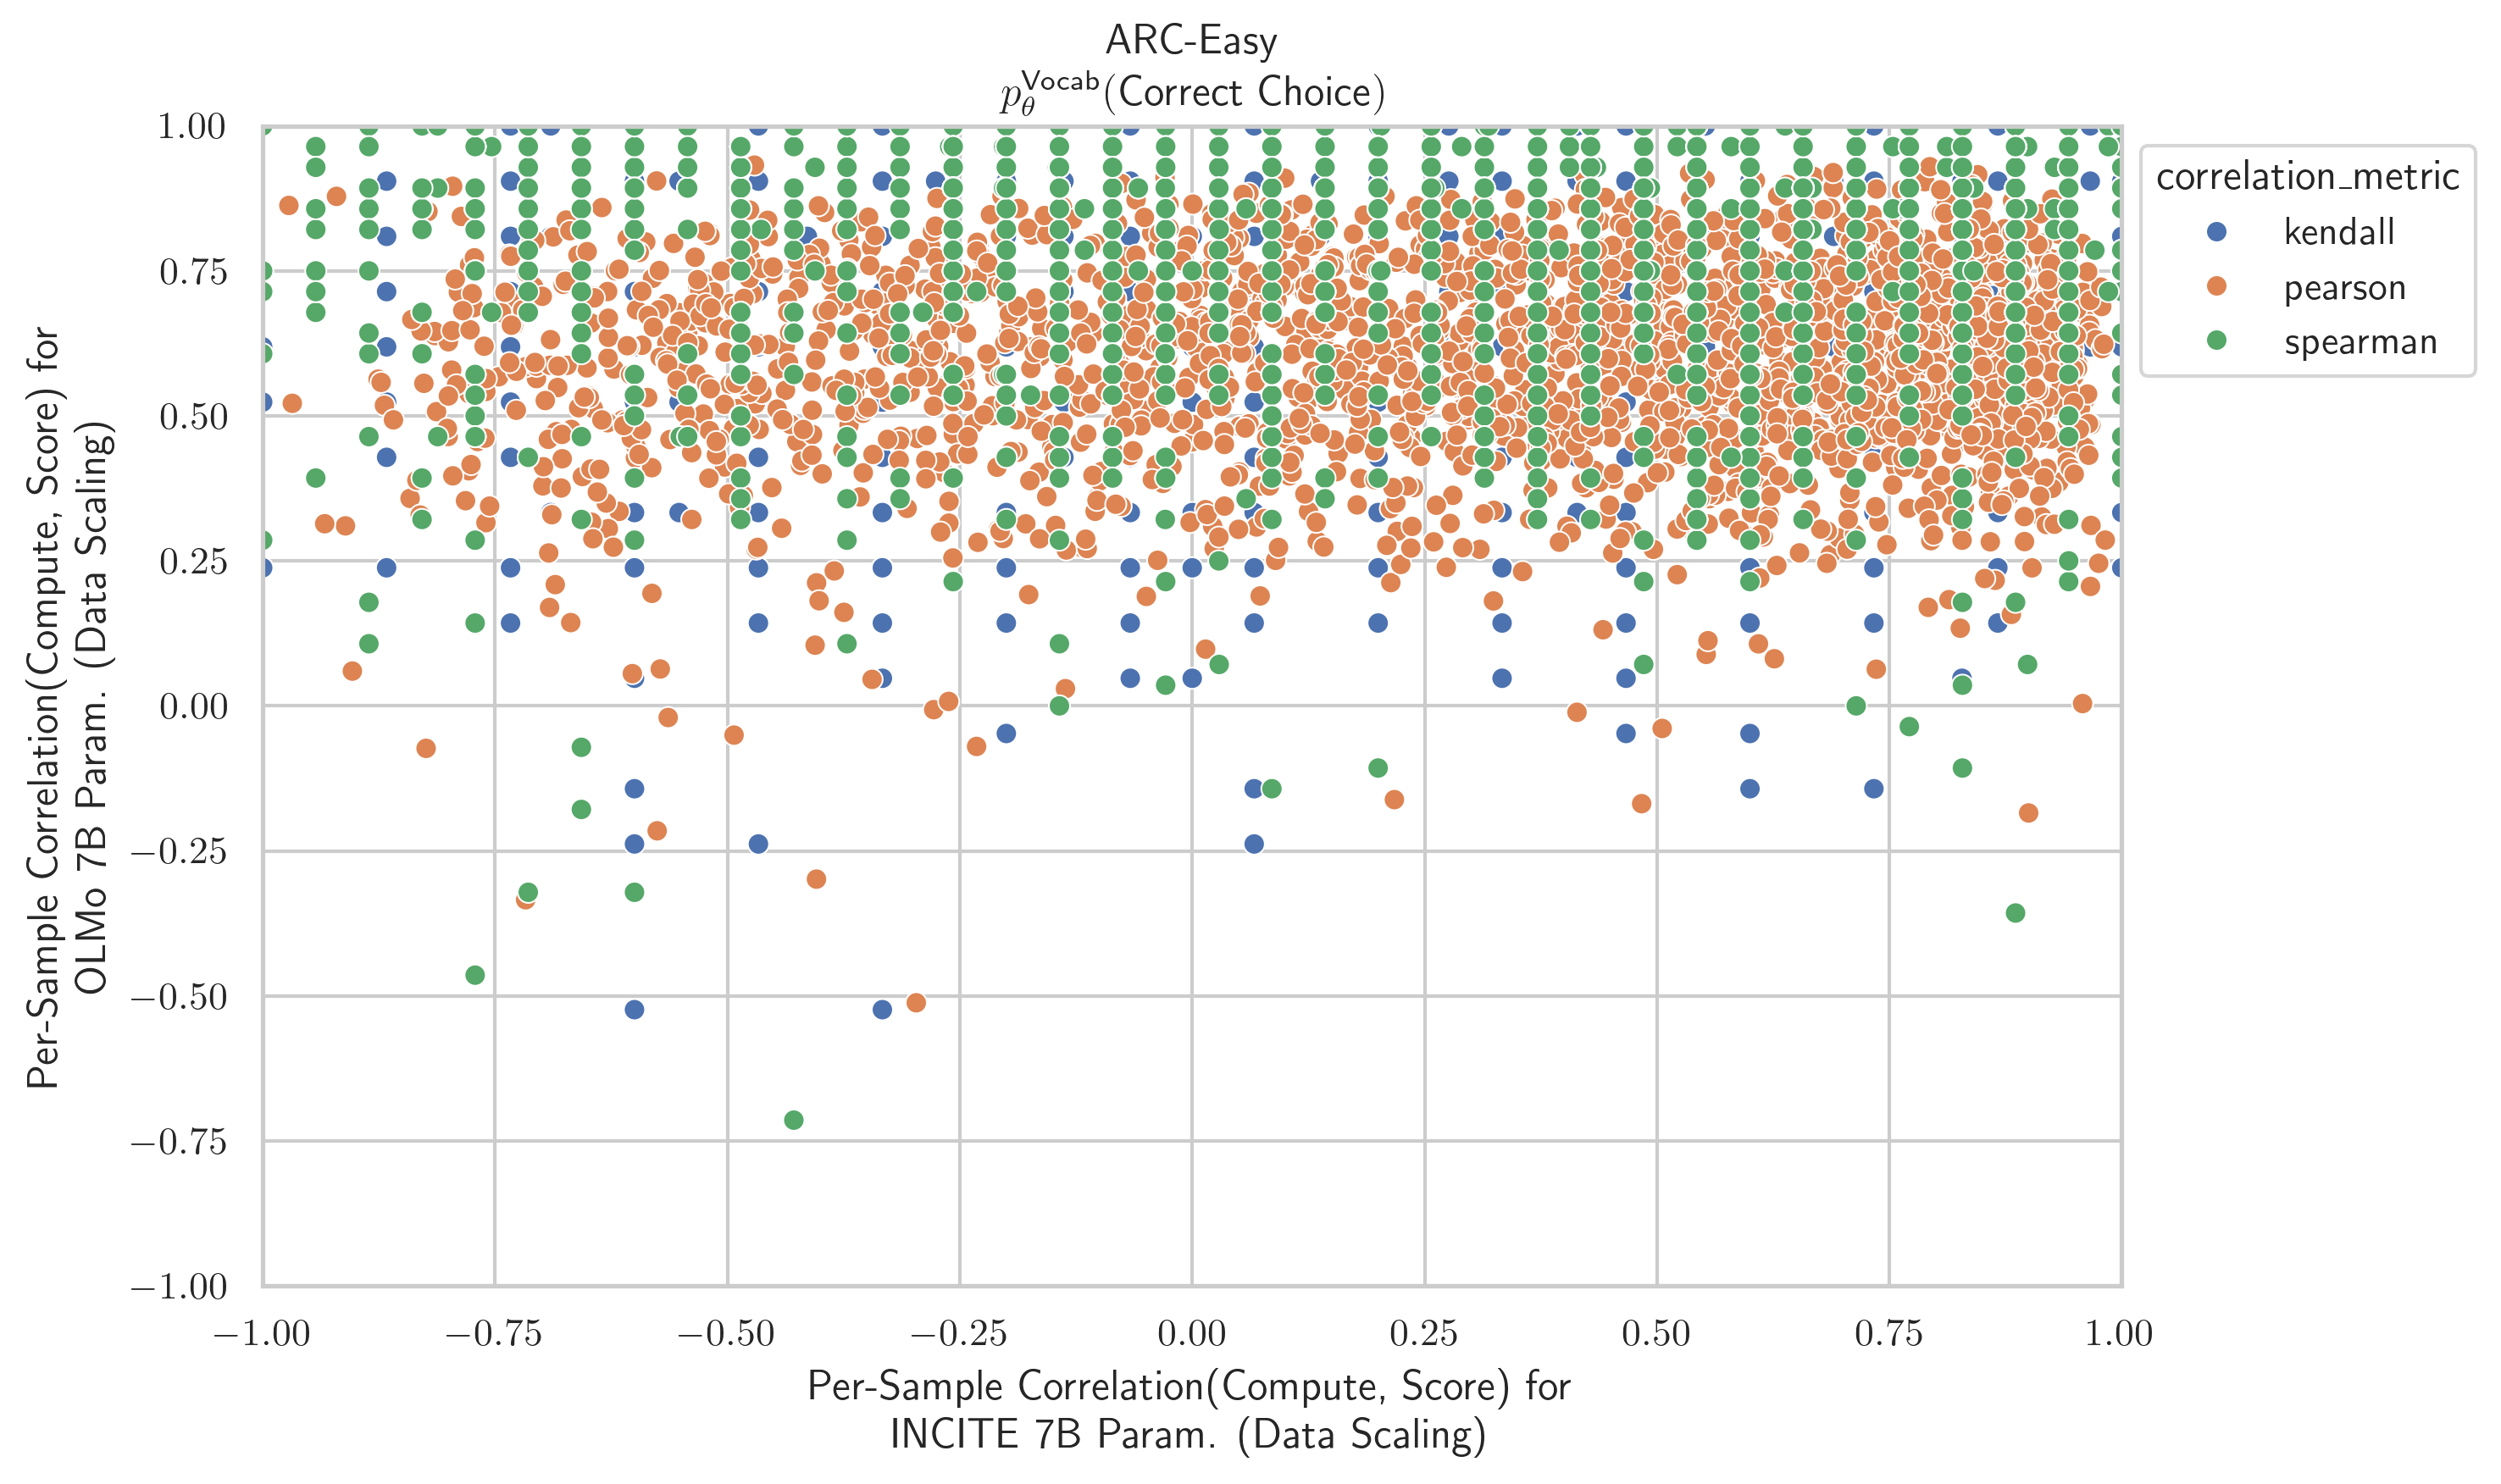 ARC-Easy
p_θ^Vocab(Correct Choice)
Per-Sample Correlation(Compute, Score) for
OLMo 7B Param. (Data Scaling)
1.00
0.75
0.50
0.25
0.00
−0.25
−0.50
−0.75
−1.00
correlation_metric
kendall
pearson
spearman
−1.00 −0.75 −0.50 −0.25 0.00 0.25 0.50 0.75 1.00
Per-Sample Correlation(Compute, Score) for
INCITE 7B Param. (Data Scaling)